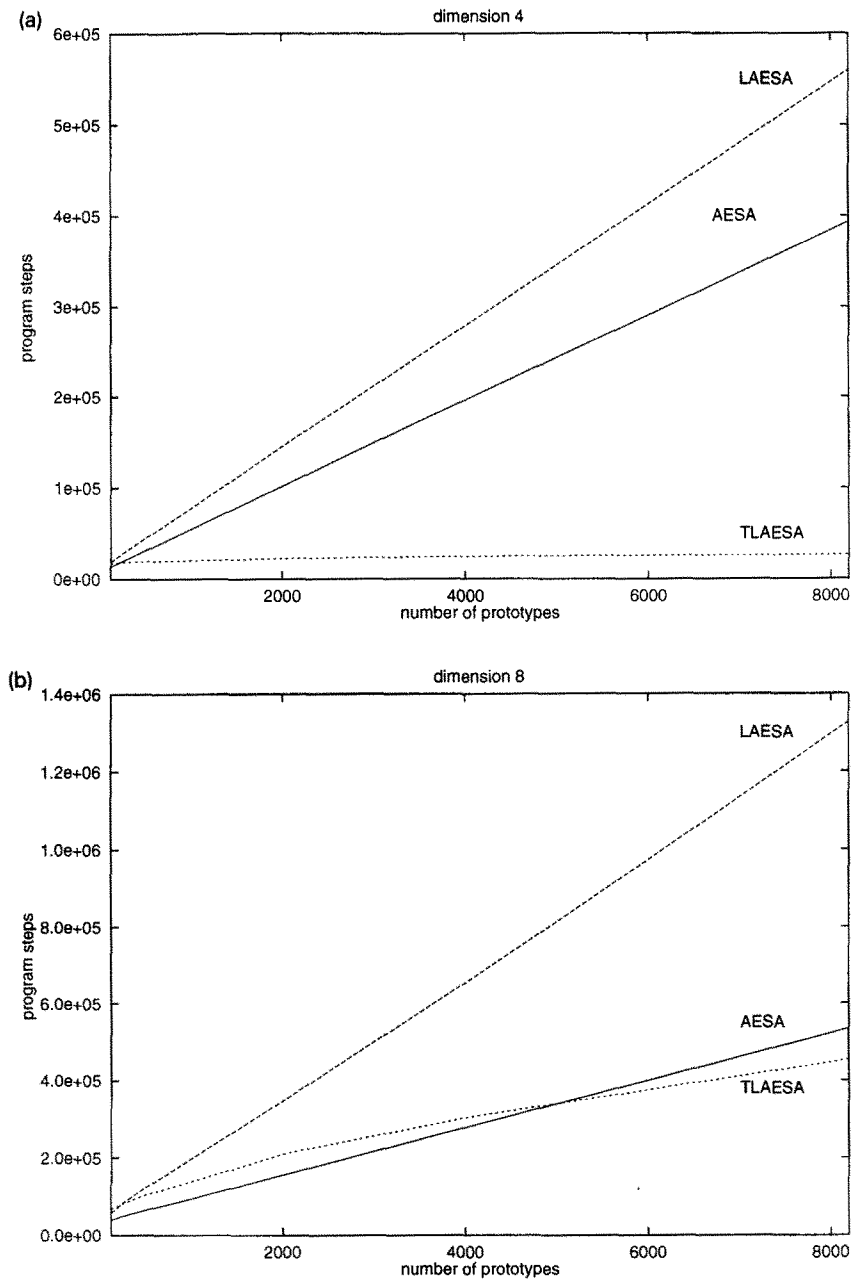 (a)
dimension 4
6e+05
5e+05
4e+05
3e+05
2e+05
1e+05
0e+00
program steps
LAESA
AESA
TLAESA
2000
4000
6000
8000
number of prototypes
(b)
dimension 8
1.4e+06
1.2e+06
1.0e+06
8.0e+05
6.0e+05
4.0e+05
2.0e+05
0.0e+00
program steps
LAESA
AESA
TLAESA
2000
4000
6000
8000
number of prototypes